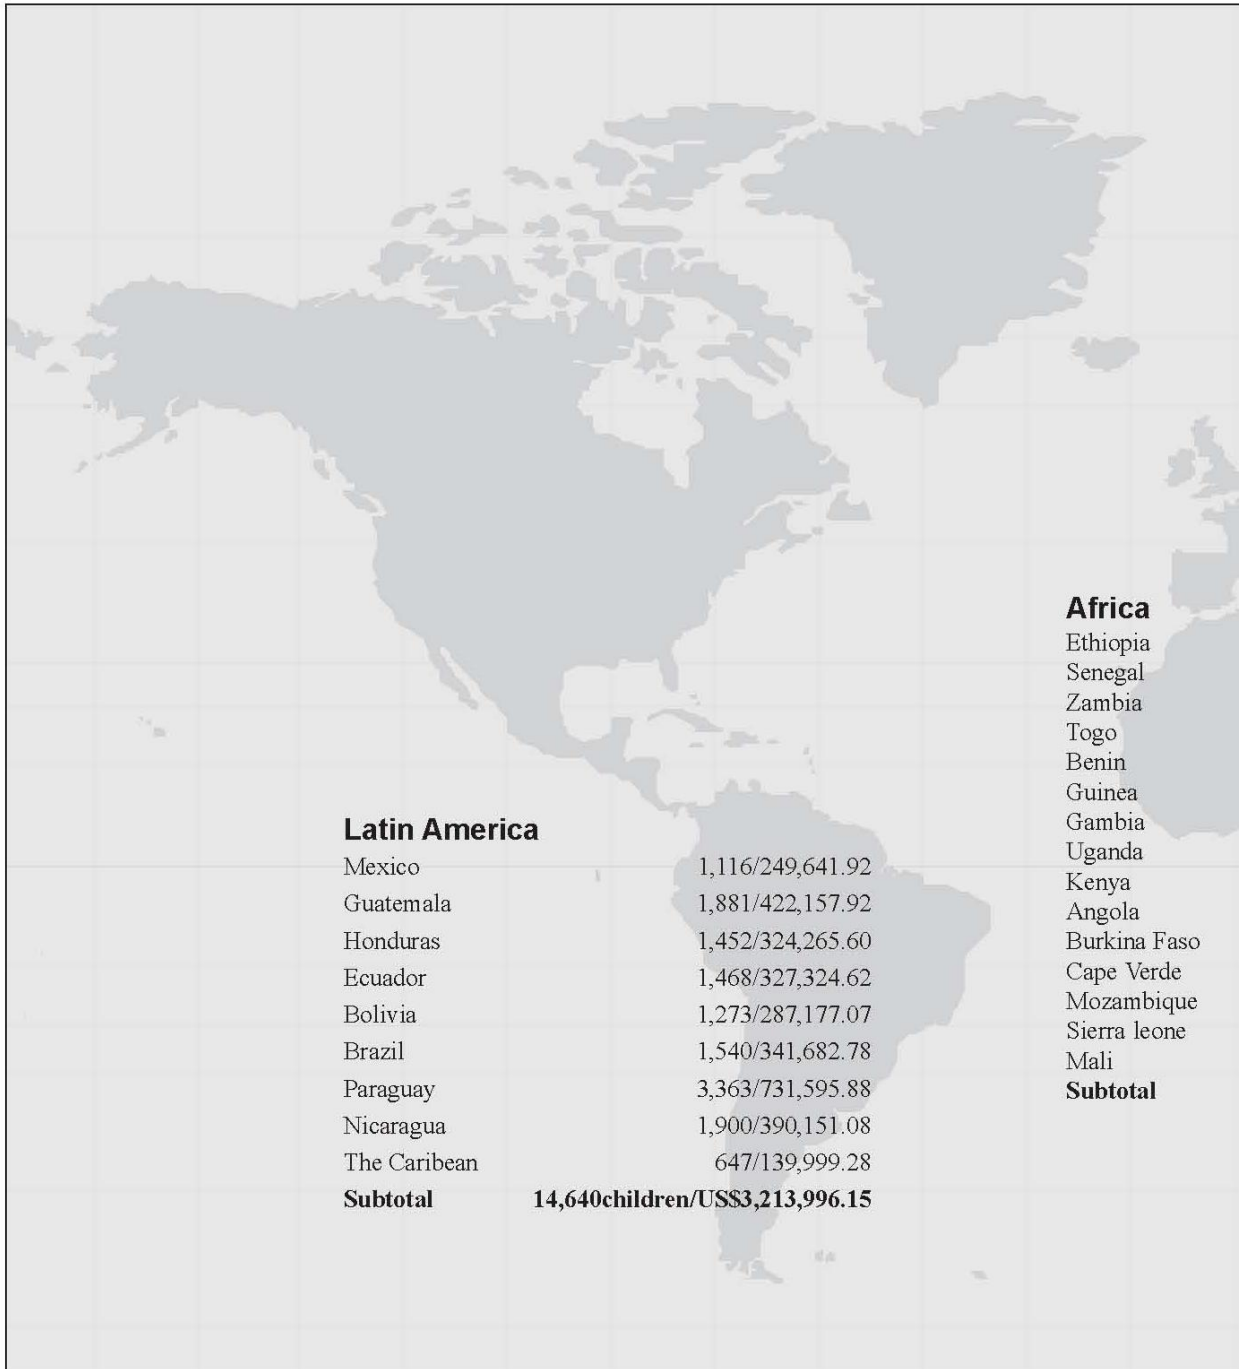 Latin America
Mexico 1,116/249,641.92
Guatemala 1,881/422,157.92
Honduras 1,452/324,265.60
Ecuador 1,468/327,324.62
Bolivia 1,273/287,177.07
Brazil 1,540/341,682.78
Paraguay 3,363/731,595.88
Nicaragua 1,900/390,151.08
The Caribean 647/139,999.28
Subtotal 14,640children/US$3,213,996.15
Africa
Ethiopia
Senegal
Zambia
Togo
Benin
Guinea
Gambia
Uganda
Kenya
Angola
Burkina Faso
Cape Verde
Mozambique
Sierra leone
Mali
Subtotal